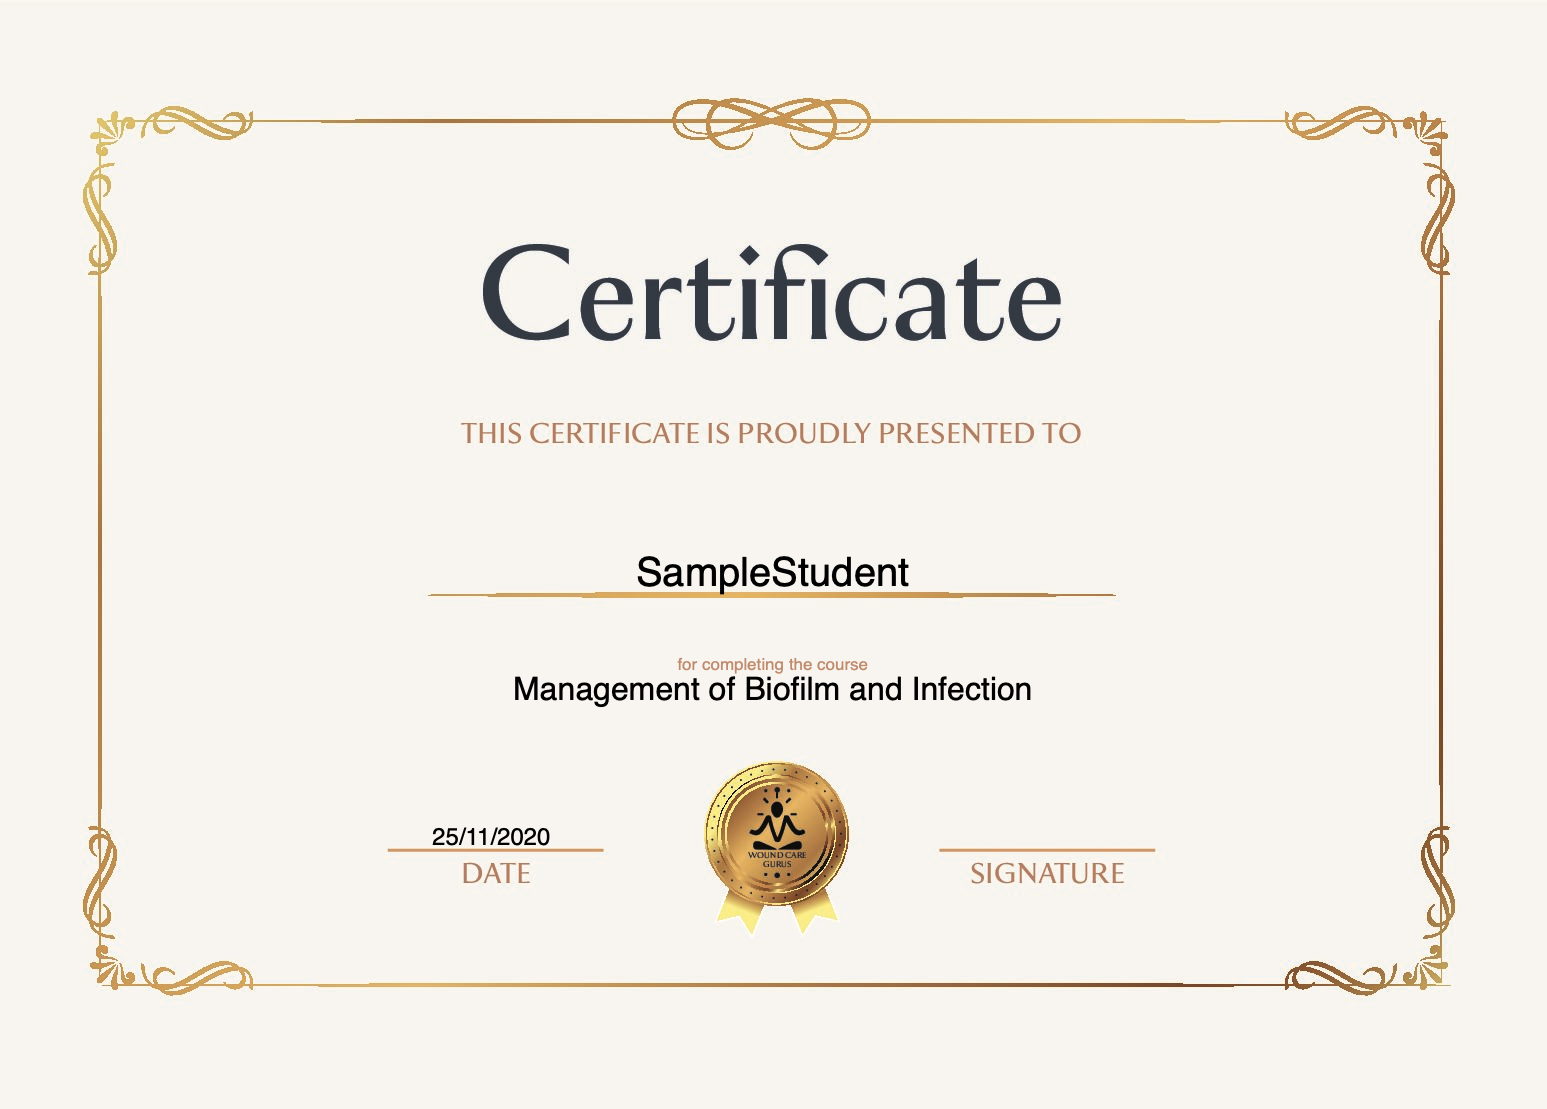 Certificate
THIS CERTIFICATE IS PROUDLY PRESENTED TO
SampleStudent
for completing the course
Management of Biofilm and Infection
25/11/2020
DATE
WOUND CARE
GURUS
SIGNATURE